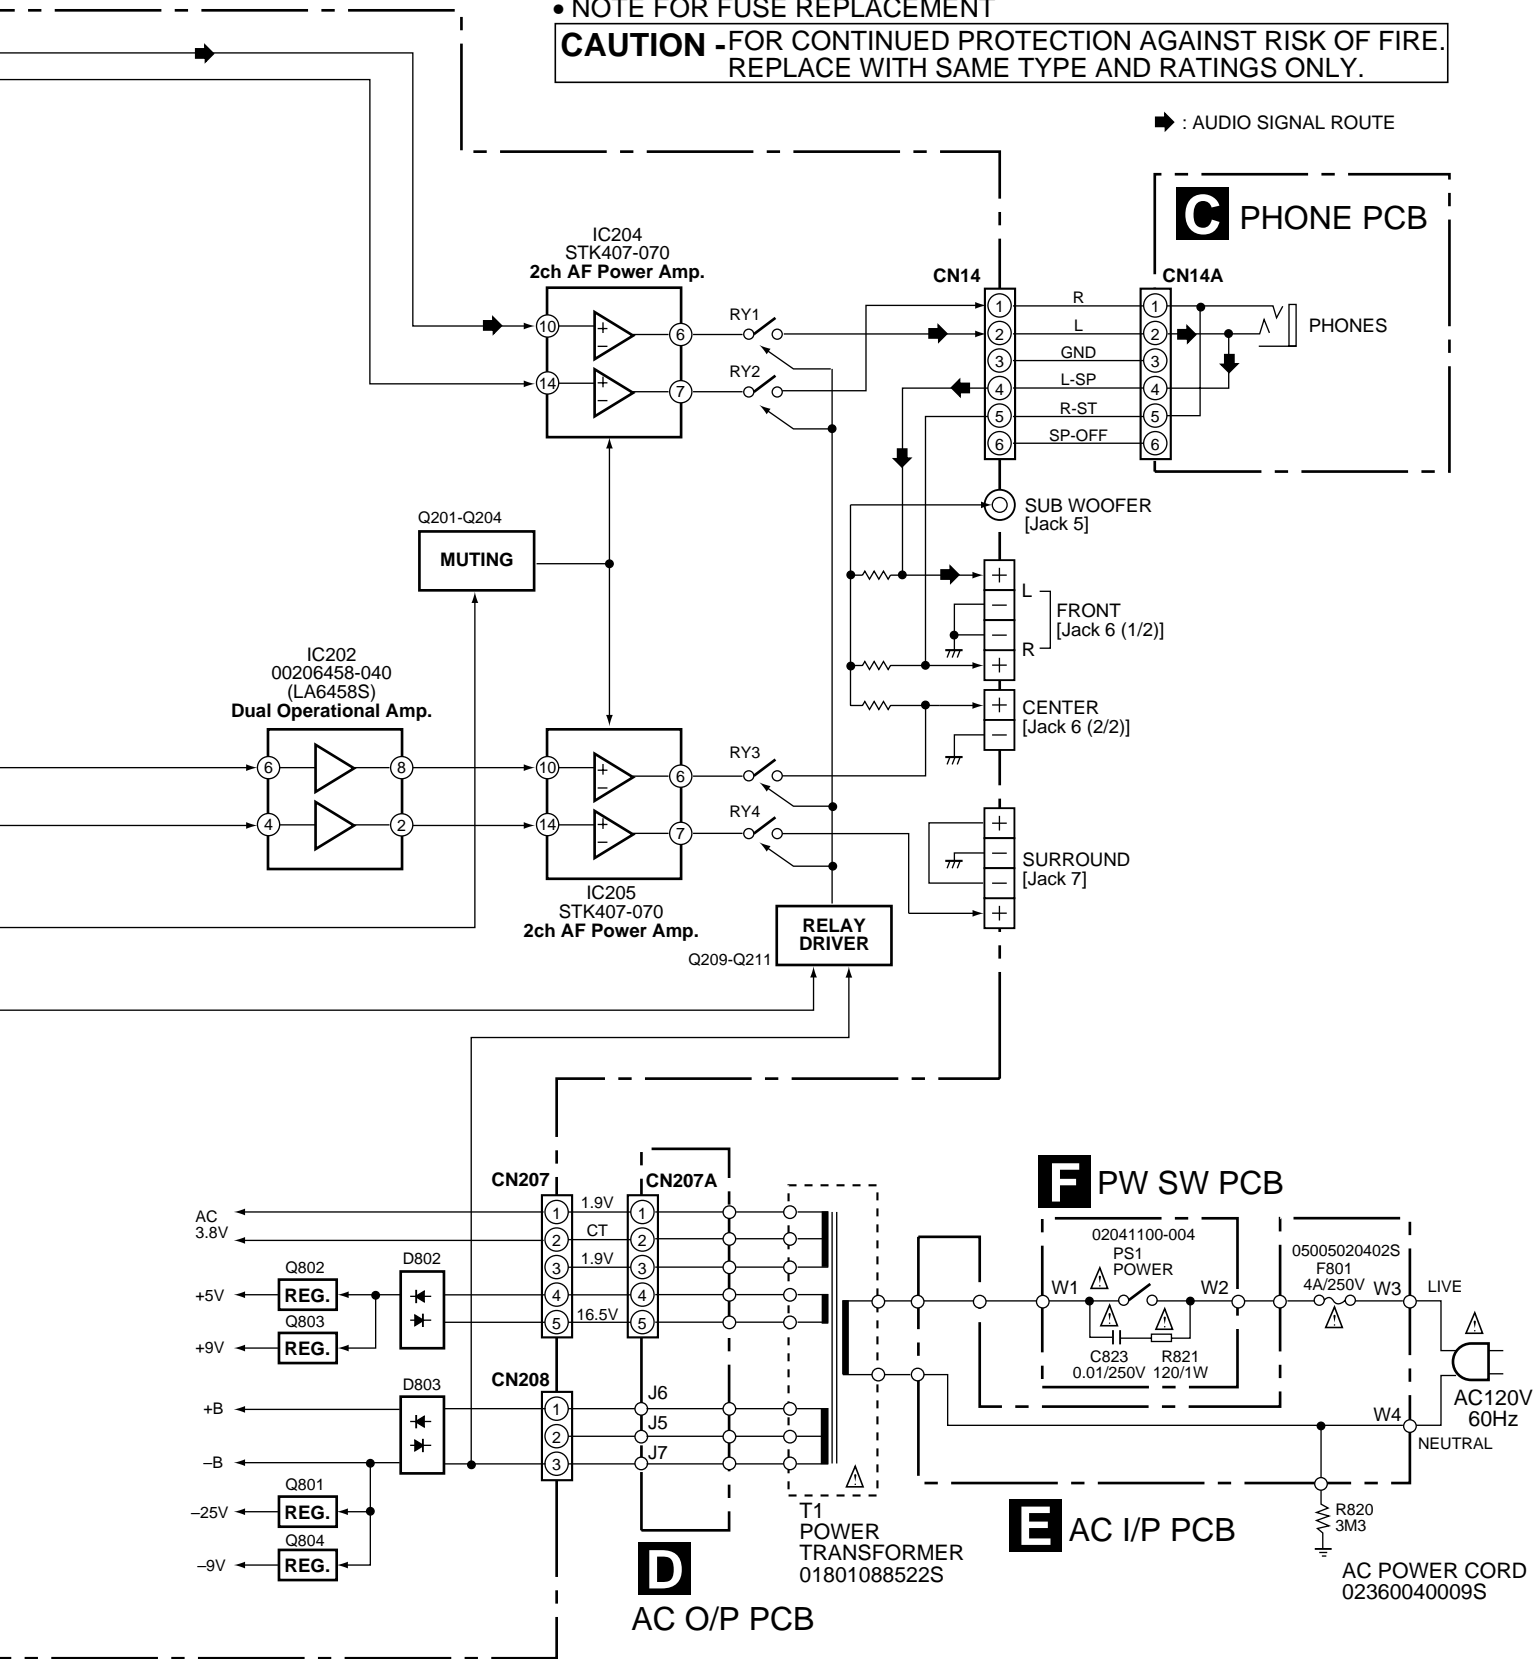 • NOTE FOR FUSE REPLACEMENT
CAUTION -FOR CONTINUED PROTECTION AGAINST RISK OF FIRE.
REPLACE WITH SAME TYPE AND RATINGS ONLY.
: AUDIO SIGNAL ROUTE
C PHONE PCB
IC204
STK407-070
2ch AF Power Amp.
10
14
6
7
RY1
RY2
CN14
1
2
3
4
5
6
R
L
GND
L-SP
R-ST
SP-OFF
CN14A
1
2
3
4
5
6
PHONES
SUB WOOFER
[Jack 5]
Q201-Q204
MUTING
+
L
–
–
R
+
FRONT
[Jack 6 (1/2)]
+
–
CENTER
[Jack 6 (2/2)]
IC202
00206458-040
(LA6458S)
Dual Operational Amp.
6
4
8
2
10
14
6
7
RY3
RY4
IC205
STK407-070
2ch AF Power Amp.
+
–
–
+
SURROUND
[Jack 7]
RELAY
DRIVER
Q209-Q211
CN207
1
2
3
4
5
1.9V
CT
1.9V
16.5V
CN207A
1
2
3
4
5
AC
3.8V
Q802
REG.
+5V
Q803
REG.
+9V
D802
D803
CN208
1
2
3
J6
J5
J7
+B
–B
Q801
REG.
–25V
Q804
REG.
–9V
D
AC O/P PCB
T1
POWER
TRANSFORMER
01801088522S
F PW SW PCB
02041100-004
PS1
POWER
W1
W2
C823
0.01/250V
R821
120/1W
05005020402S
F801
4A/250V
W3
LIVE
AC120V
60Hz
W4
NEUTRAL
E AC I/P PCB
R820
3M3
AC POWER CORD
02360040009S